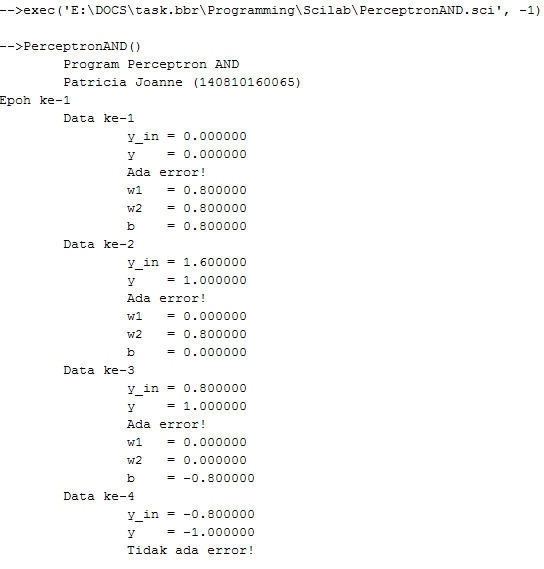 -->exec('E:\DOCS\task.bbr\Programming\Scilab\PerceptronAND.sci', -1)
-->PerceptronAND()
Program Perceptron AND
Patricia Joanne (140810160065)
Epoh ke-1
Data ke-1
y_in = 0.000000
y    = 0.000000
Ada error!
w1   = 0.800000
w2   = 0.800000
b    = 0.800000
Data ke-2
y_in = 1.600000
y    = 1.000000
Ada error!
w1   = 0.000000
w2   = 0.800000
b    = 0.000000
Data ke-3
y_in = 0.800000
y    = 1.000000
Ada error!
w1   = 0.000000
w2   = 0.000000
b    = -0.800000
Data ke-4
y_in = -0.800000
y    = -1.000000
Tidak ada error!